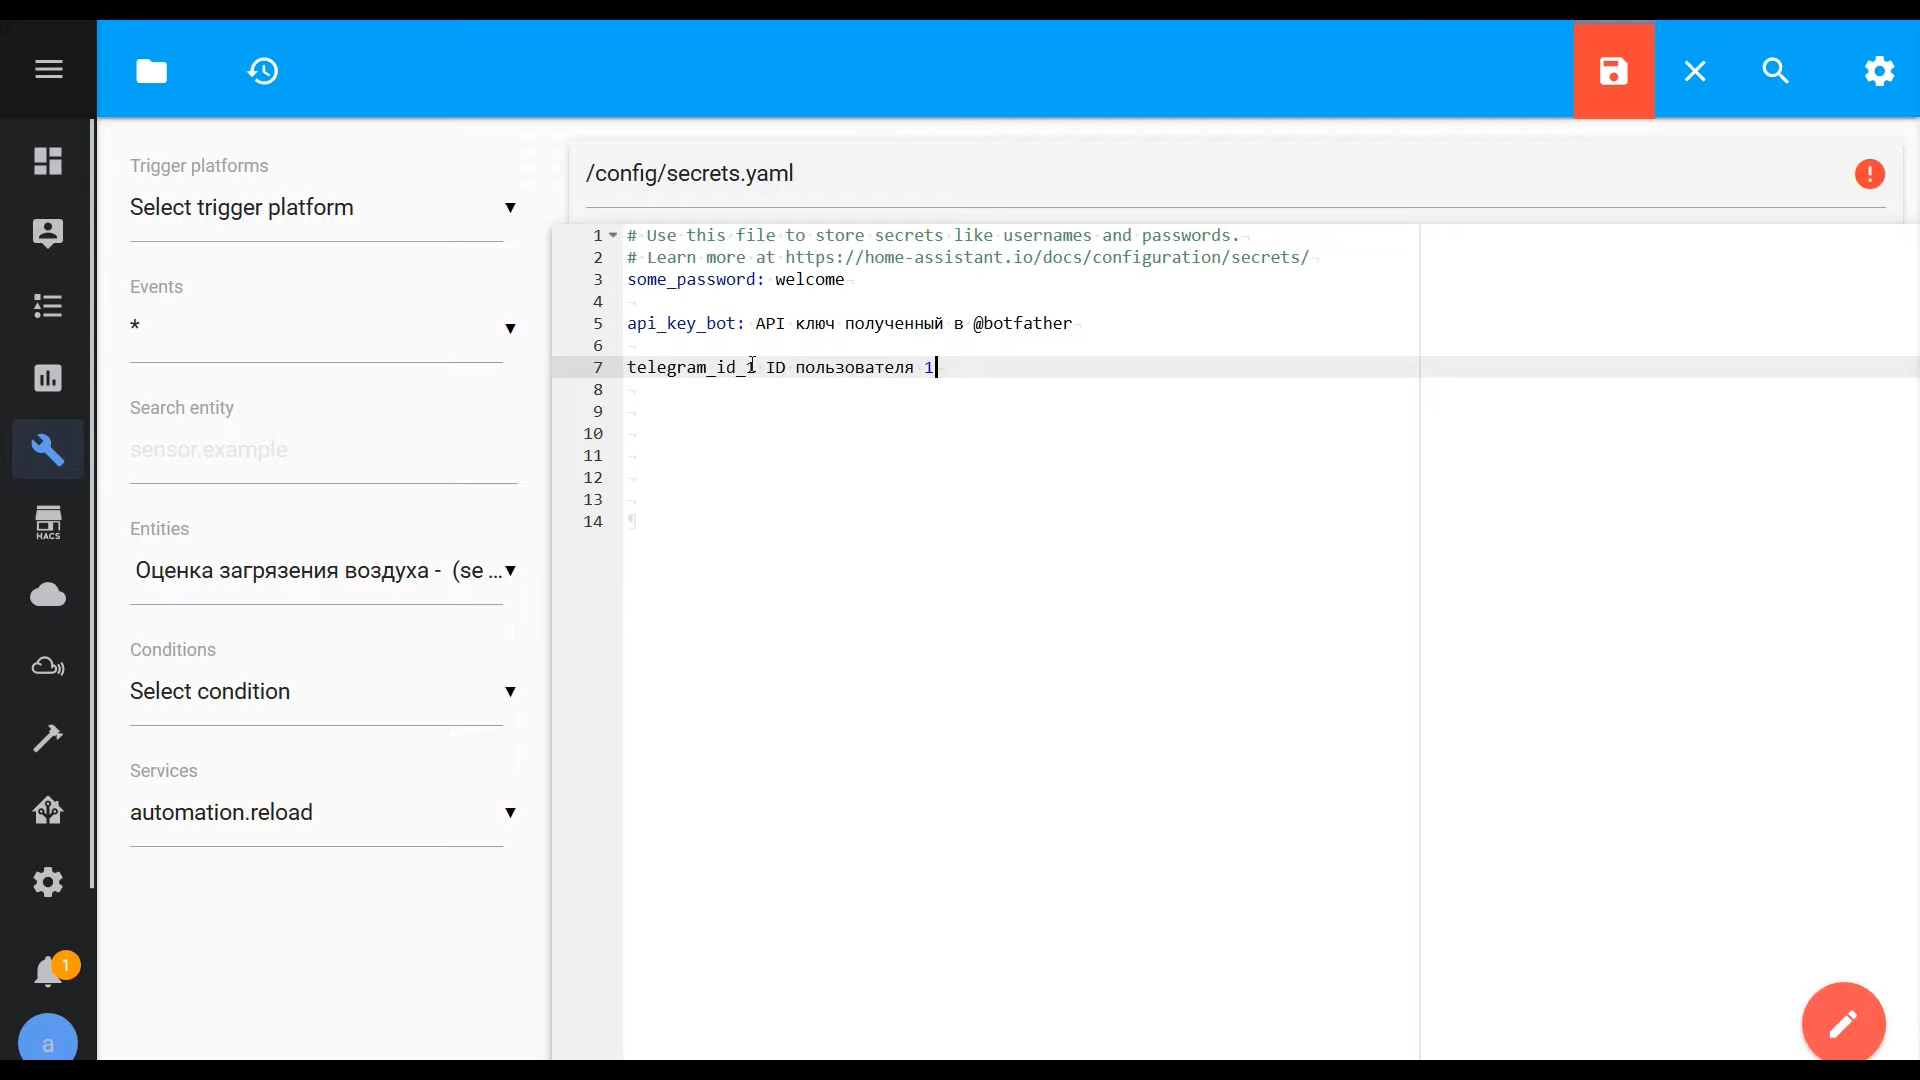 /config/secrets.yaml
Trigger platforms
Select trigger platform
Events
*
Search entity
sensor.example
Entities
Оценка загрязения воздуха - (se ...
Conditions
Select condition
Services
automation.reload
1 # Use this file to store secrets like usernames and passwords.
2 # Learn more at https://home-assistant.io/docs/configuration/secrets/
3 some_password: welcome
4
5 api_key_bot: API ключ полученный в @botfather
6
7 telegram_id_1 ID пользователя 1
8
9
10
11
12
13
14
HACS
1
a